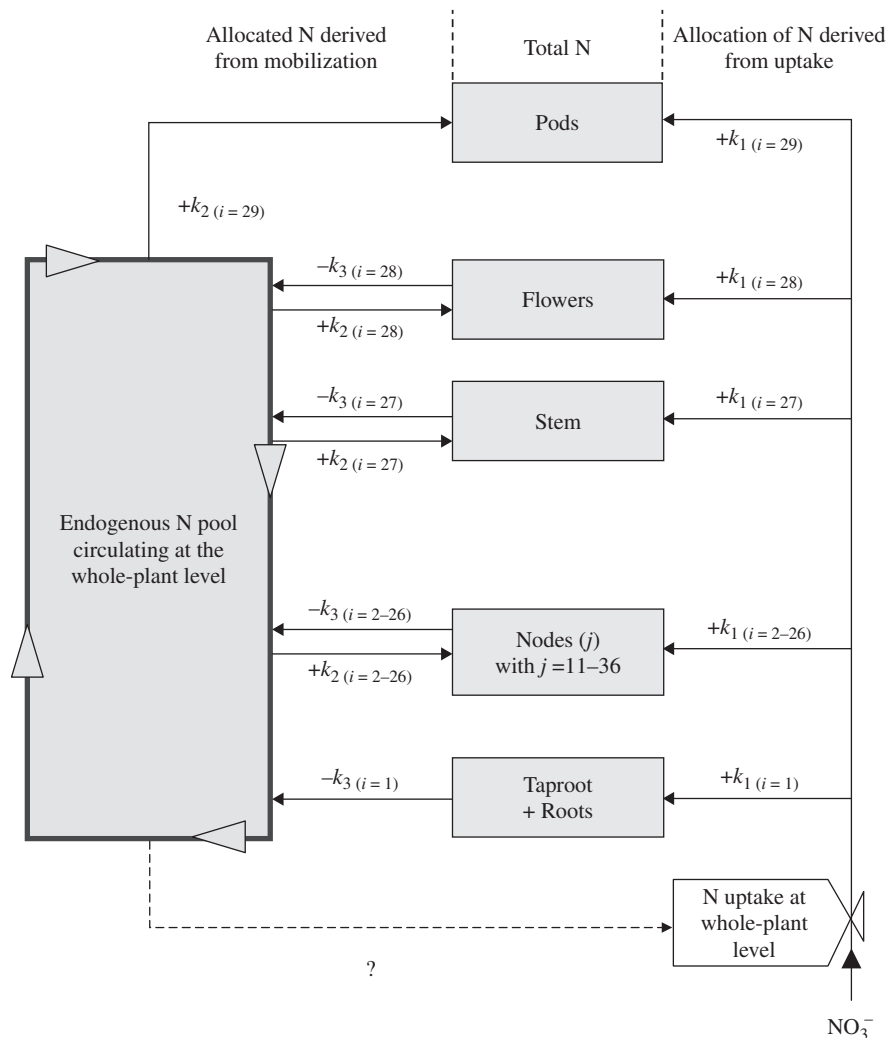 Allocated N derived
from mobilization
Total N
Allocation of N derived
from uptake
Pods
+k1 (i = 29)
+k2 (i = 29)
–k3 (i = 28)
+k2 (i = 28)
Flowers
+k1 (i = 28)
–k3 (i = 27)
+k2 (i = 27)
Stem
+k1 (i = 27)
Endogenous N pool
circulating at the
whole-plant level
–k3 (i = 2–26)
+k2 (i = 2–26)
Nodes (j)
with j =11–36
+k1 (i = 2–26)
–k3 (i = 1)
Taproot
+ Roots
+k1 (i = 1)
N uptake at
whole-plant
level
?
NO3–